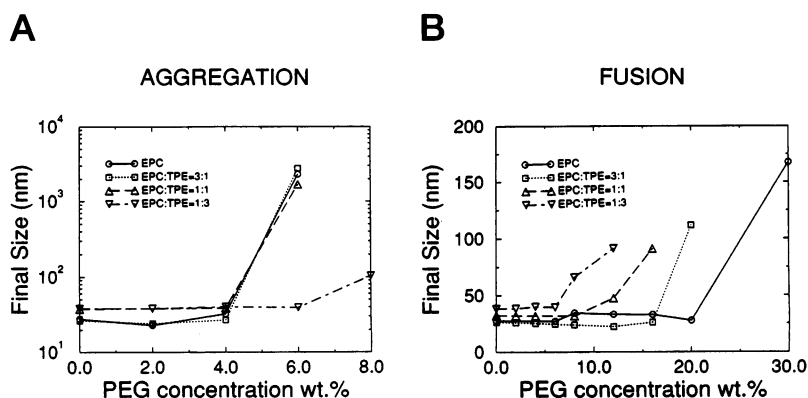 A
AGGREGATION
Final Size (nm)
10^4
10^3
10^2
10^1
EPC
EPC:TPE=3:1
EPC:TPE=1:1
EPC:TPE=1:3
0.0 2.0 4.0 6.0 8.0
PEG concentration wt.%
B
FUSION
Final Size (nm)
200
150
100
50
0
EPC
EPC:TPE=3:1
EPC:TPE=1:1
EPC:TPE=1:3
0.0 10.0 20.0 30.0
PEG concentration wt.%